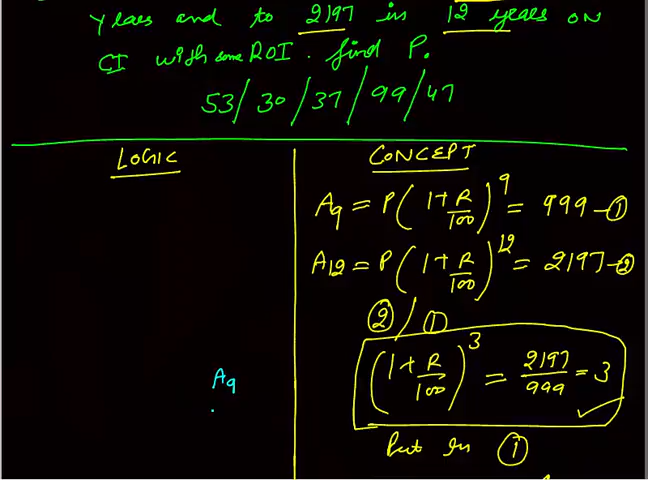 years and to 2197 in 12 years on
CI with same ROI. find P.
53/30/37/99/47
LOGIC
CONCEPT
A9 = P(1+R/100)^9 = 999 - ①
A12 = P(1+R/100)^12 = 2197 - ②
②/①
(1+R/100)^3 = 2197/999 = 3
A9
Put in ①